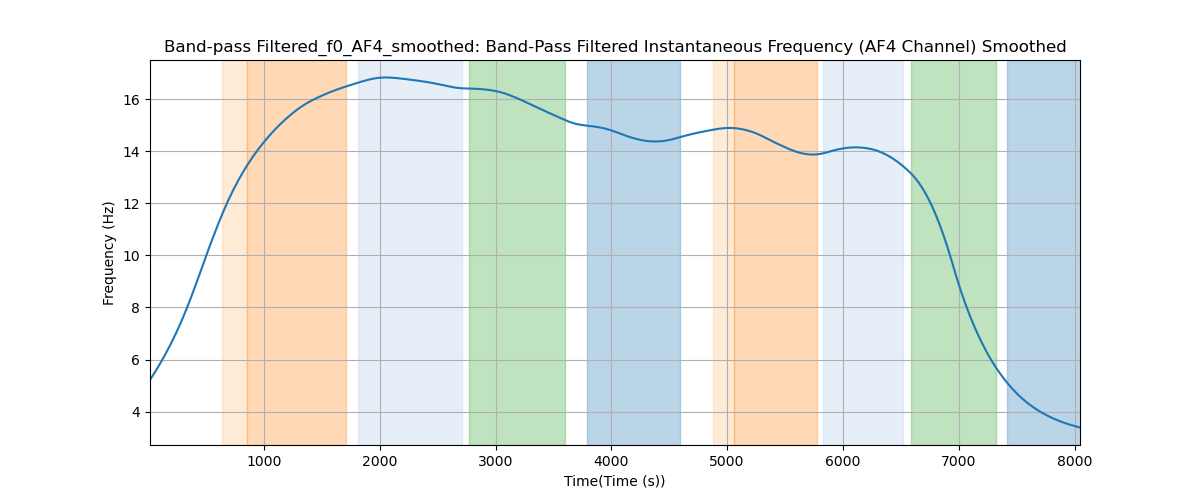 Band-pass Filtered_f0_AF4_smoothed: Band-Pass Filtered Instantaneous Frequency (AF4 Channel) Smoothed
Frequency (Hz)
16
14
12
10
8
6
4
1000 2000 3000 4000 5000 6000 7000 8000
Time(Time (s))